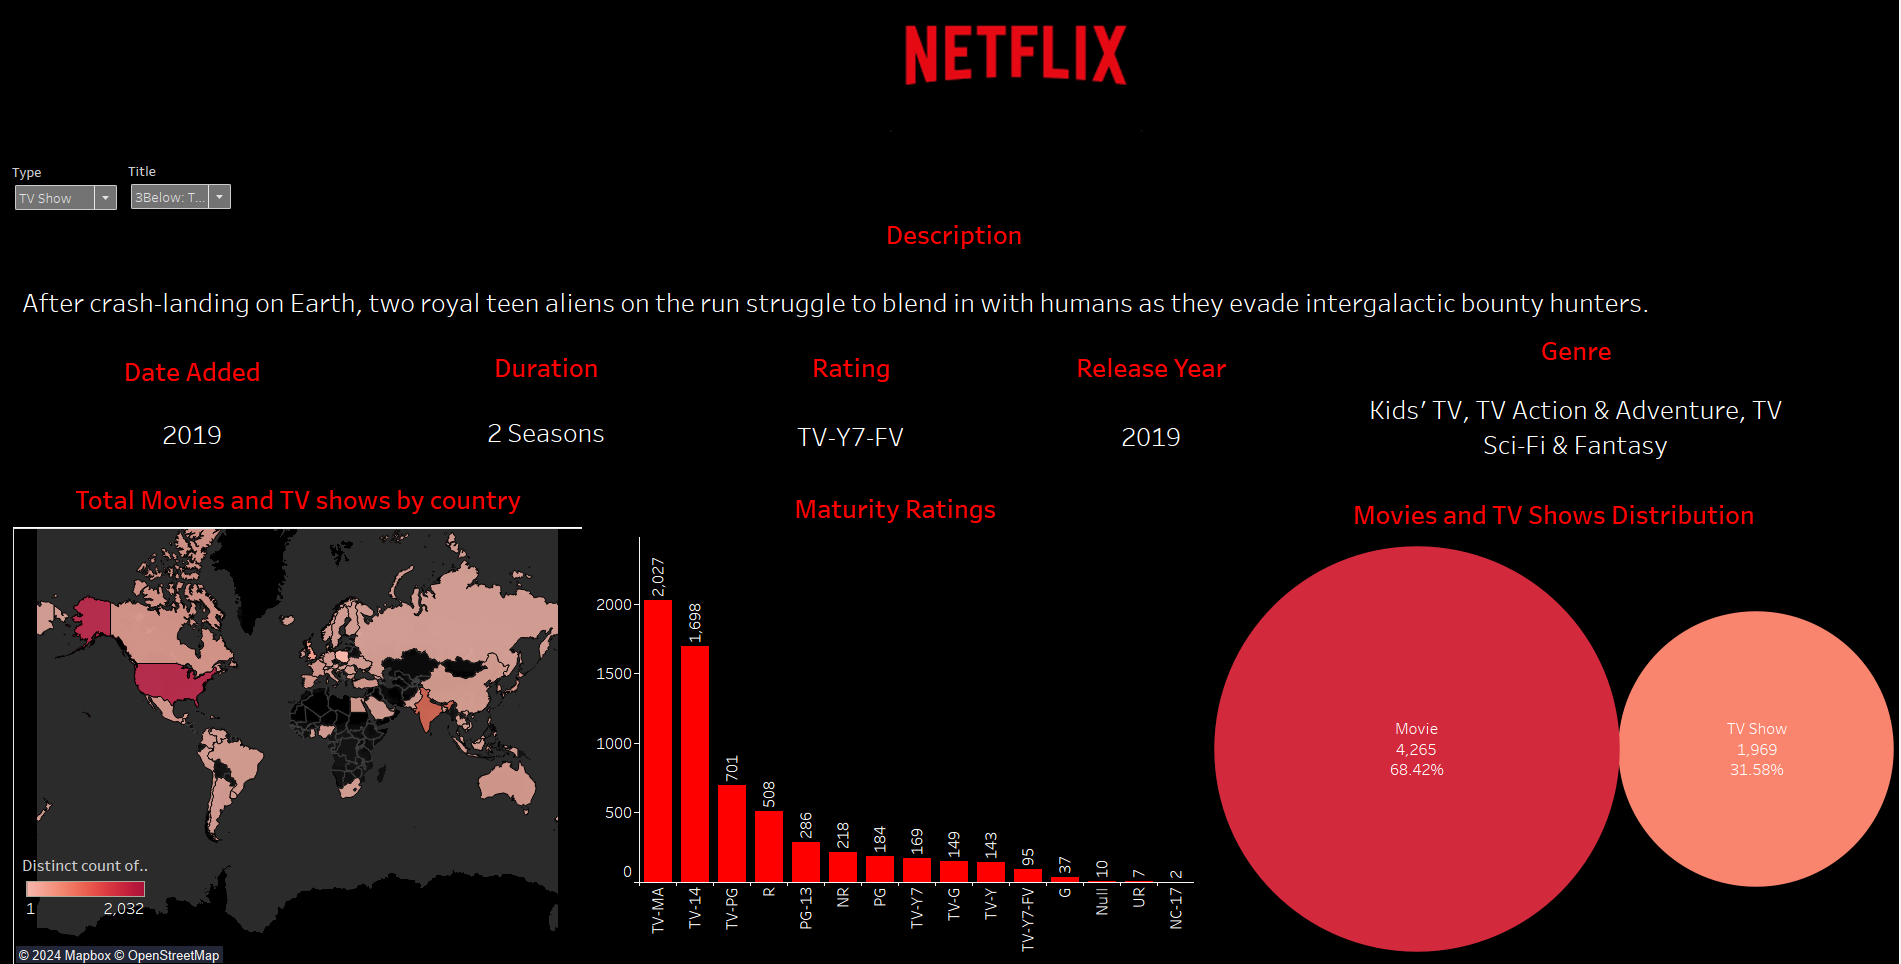 NETFLIX
Type
Title
TV Show
3Below: T...
Description
After crash-landing on Earth, two royal teen aliens on the run struggle to blend in with humans as they evade intergalactic bounty hunters.
Date Added
Duration
Rating
Release Year
Genre
2019
2 Seasons
TV-Y7-FV
2019
Kids’ TV, TV Action & Adventure, TV
Sci-Fi & Fantasy
Total Movies and TV shows by country
Distinct count of..
1
2,032
© 2024 Mapbox © OpenStreetMap
Maturity Ratings
2000
1500
1000
500
0
2,027
1,698
701
508
286
218
184
169
149
143
95
37
10
7
2
TV-MA
TV-14
TV-PG
R
PG-13
NR
PG
TV-Y7
TV-G
TV-Y
TV-Y7-FV
G
Null
UR
NC-17
Movies and TV Shows Distribution
Movie
4,265
68.42%
TV Show
1,969
31.58%